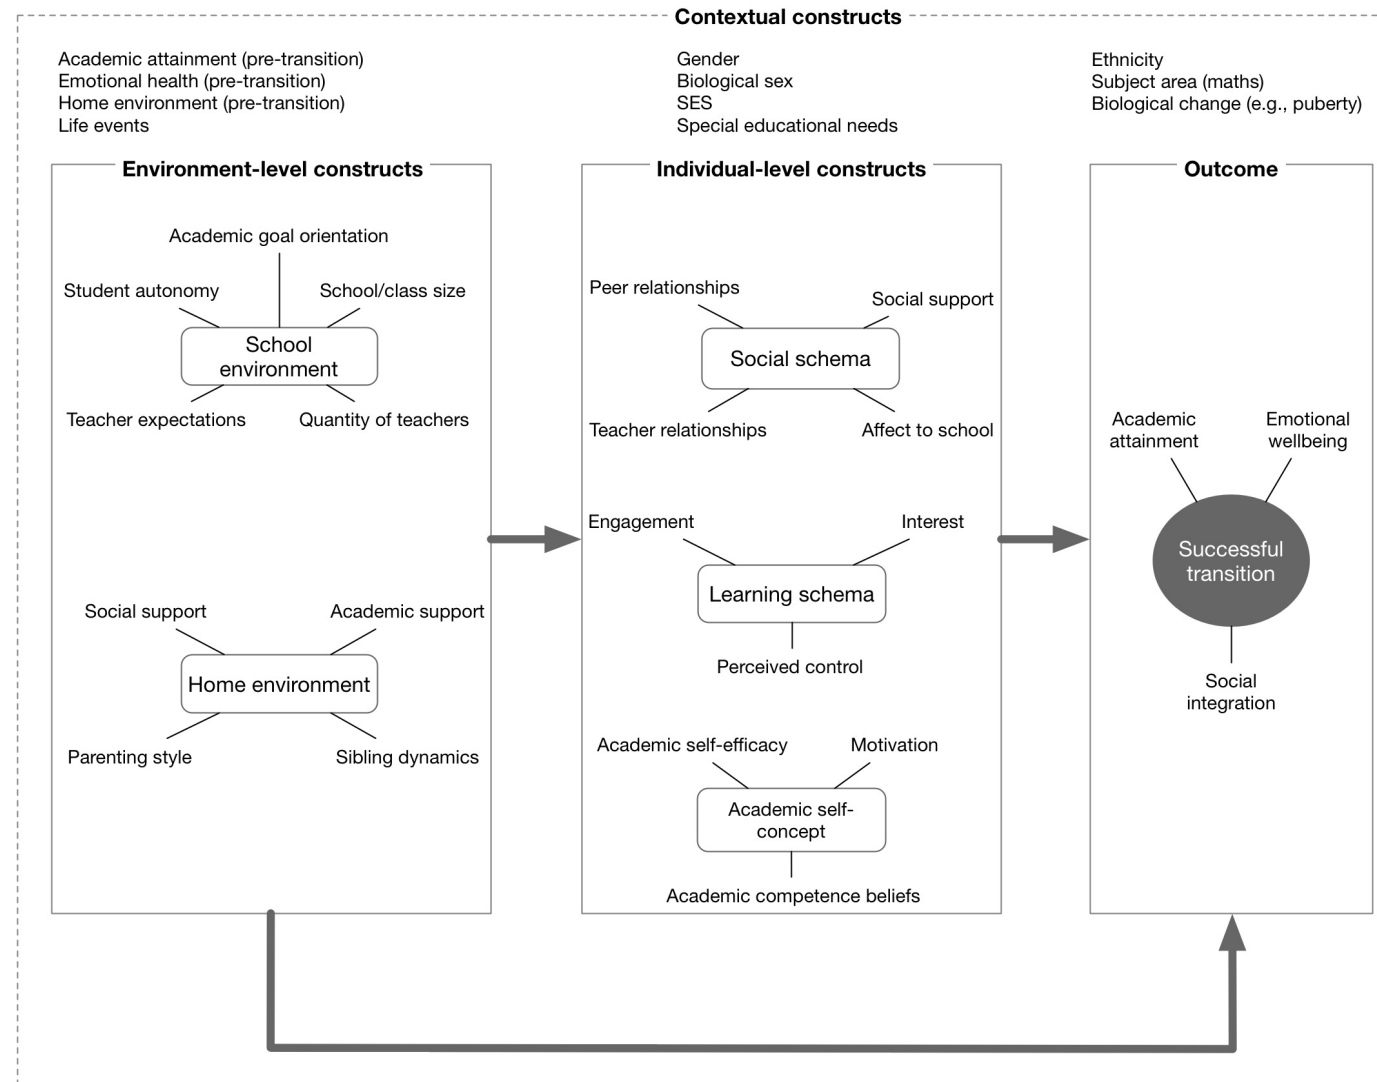 Contextual constructs
Academic attainment (pre-transition)
Emotional health (pre-transition)
Home environment (pre-transition)
Life events
Gender
Biological sex
SES
Special educational needs
Ethnicity
Subject area (maths)
Biological change (e.g., puberty)
Environment-level constructs
Academic goal orientation
Student autonomy
School/class size
School
environment
Teacher expectations
Quantity of teachers
Social support
Academic support
Home environment
Parenting style
Sibling dynamics
Individual-level constructs
Peer relationships
Social support
Social schema
Teacher relationships
Affect to school
Engagement
Interest
Learning schema
Perceived control
Academic self-efficacy
Motivation
Academic self-
concept
Academic competence beliefs
Outcome
Academic
attainment
Emotional
wellbeing
Successful
transition
Social
integration